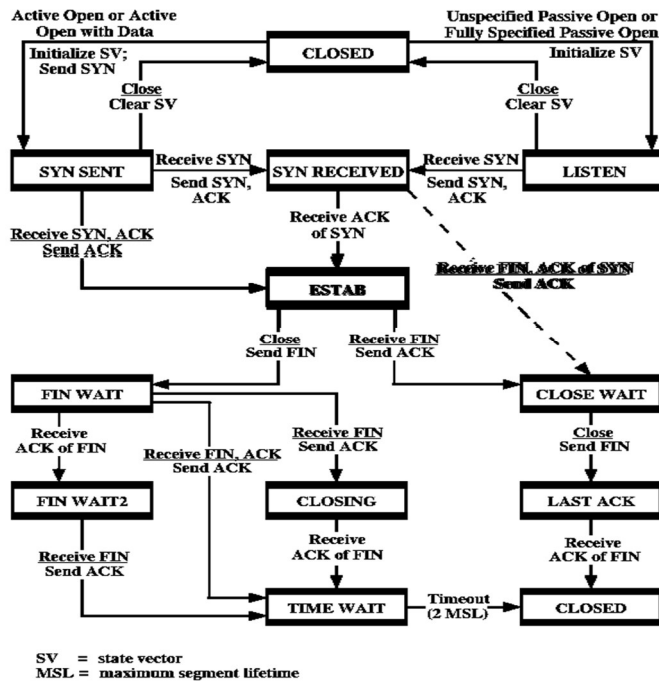 Active Open or Active
Open with Data
Unspecified Passive Open or
Fully Specified Passive Open
CLOSED
Initialize SV;
Send SYN
Initialize SV
Close
Clear SV
Close
Clear SV
SYN SENT
Receive SYN
Send SYN,
ACK
SYN RECEIVED
Receive SYN
Send SYN,
ACK
LISTEN
Receive SYN, ACK
Send ACK
Receive ACK
of SYN
Receive FIN, ACK of SYN
Send ACK
ESTAB
Close
Send FIN
Receive FIN
Send ACK
FIN WAIT
CLOSE WAIT
Receive
ACK of FIN
Receive FIN, ACK
Send ACK
Receive FIN
Send ACK
Close
Send FIN
FIN WAIT2
CLOSING
LAST ACK
Receive FIN
Send ACK
Receive
ACK of FIN
Receive
ACK of FIN
TIME WAIT
Timeout
(2 MSL)
CLOSED
SV = state vector
MSL = maximum segment lifetime